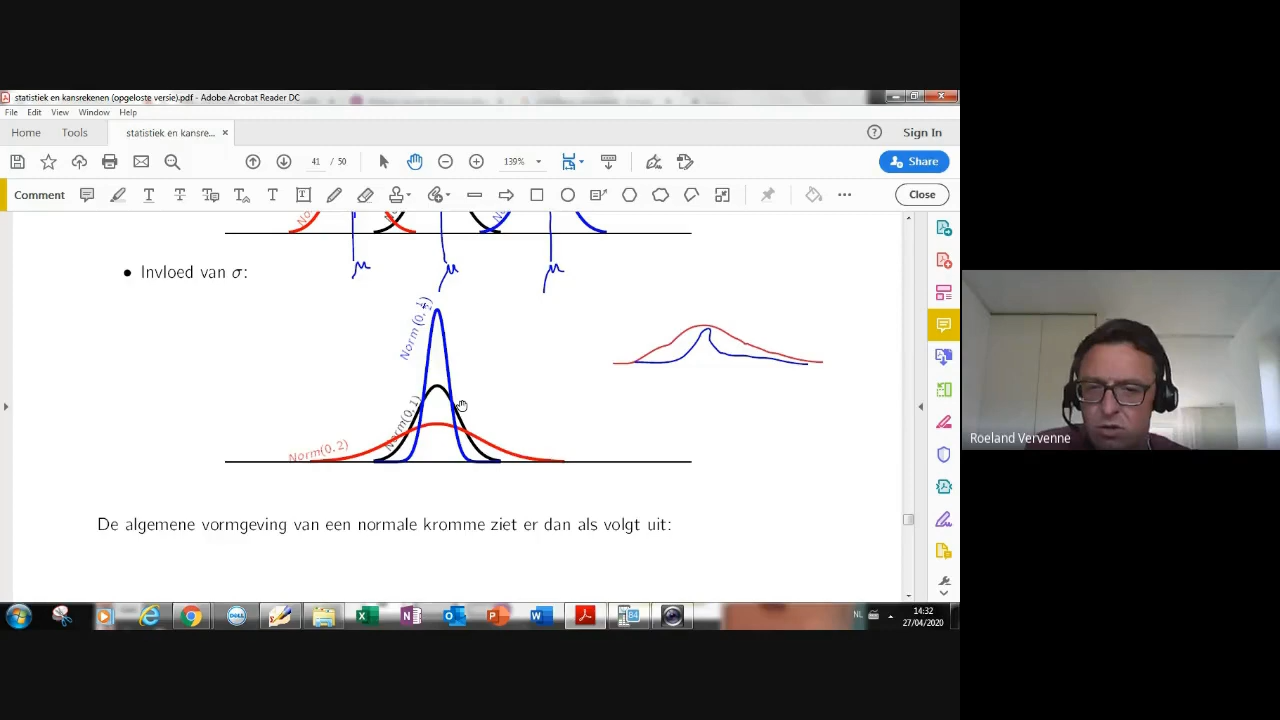 statistiek en kansrekenen (opgeloste versie).pdf - Adobe Acrobat Reader DC
File Edit View Window Help
Home Tools statistiek en kansre... × Sign In
41 / 50 139%
Share
Comment Close
μ μ μ
• Invloed van σ:
Norm(0,
Norm(0, 1)
Norm(0, 2)
De algemene vormgeving van een normale kromme ziet er dan als volgt uit:
Roeland Vervenne
NL 14:32
27/04/2020